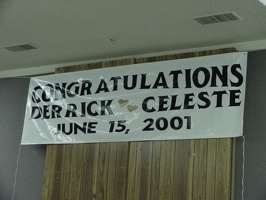 CONGRATULATIONS
DERRICK CELESTE
JUNE 15, 2001